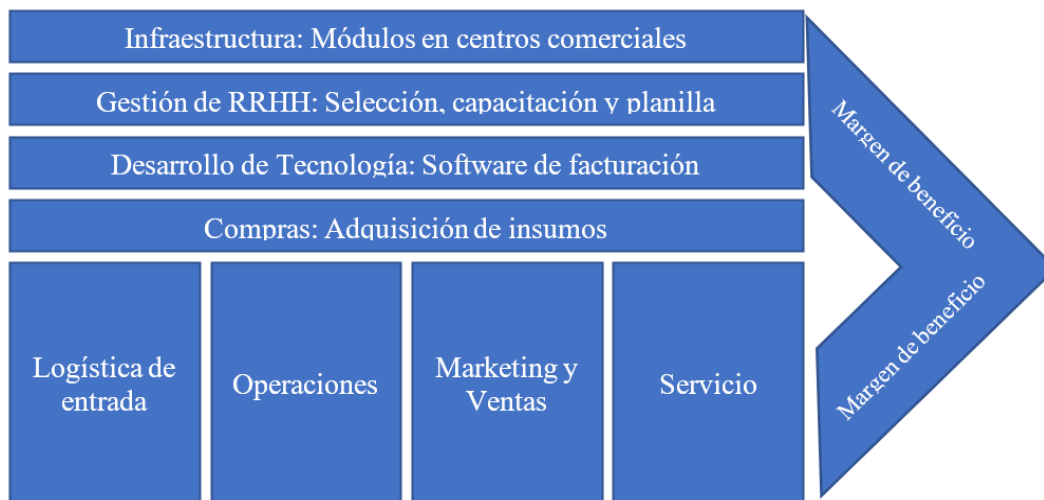 Infraestructura: Módulos en centros comerciales
Gestión de RRHH: Selección, capacitación y planilla
Desarrollo de Tecnología: Software de facturación
Compras: Adquisición de insumos
Logística de
entrada
Operaciones
Marketing y
Ventas
Servicio
Margen de beneficio
Margen de beneficio